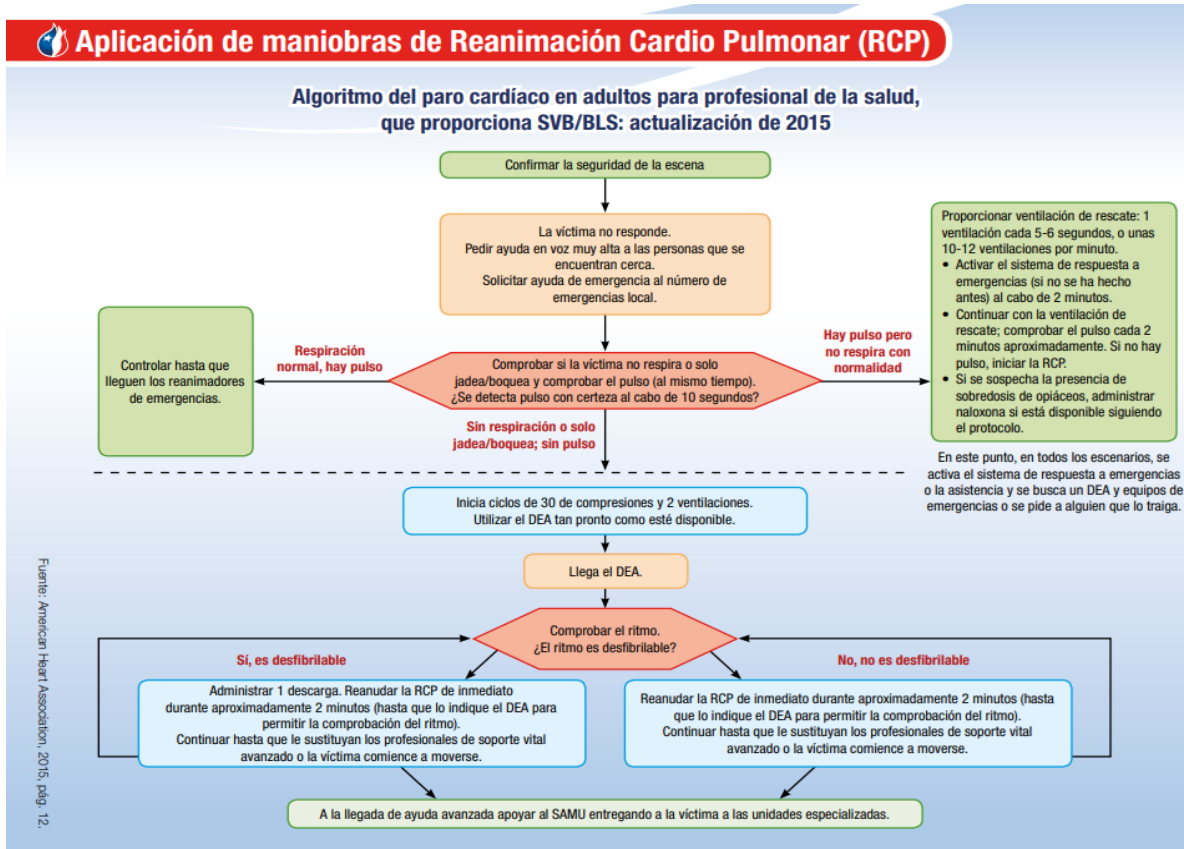 Aplicación de maniobras de Reanimación Cardio Pulmonar (RCP)
Algoritmo del paro cardíaco en adultos para profesional de la salud,
que proporciona SVB/BLS: actualización de 2015
Confirmar la seguridad de la escena
La víctima no responde.
Pedir ayuda en voz muy alta a las personas que se
encuentran cerca.
Solicitar ayuda de emergencia al número de
emergencias local.
Proporcionar ventilación de rescate: 1
ventilación cada 5-6 segundos, o unas
10-12 ventilaciones por minuto.
• Activar el sistema de respuesta a
emergencias (si no se ha hecho
antes) al cabo de 2 minutos.
• Continuar con la ventilación de
rescate; comprobar el pulso cada 2
minutos aproximadamente. Si no hay
pulso, iniciar la RCP.
• Si se sospecha la presencia de
sobredosis de opiáceos, administrar
naloxona si está disponible siguiendo
el protocolo.
Controlar hasta que
lleguen los reanimadores
de emergencias.
Respiración
normal, hay pulso
Comprobar si la víctima no respira o solo
jadea/boquea y comprobar el pulso (al mismo tiempo).
¿Se detecta pulso con certeza al cabo de 10 segundos?
Hay pulso pero
no respira con
normalidad
Sin respiración o solo
jadea/boquea; sin pulso
En este punto, en todos los escenarios, se
activa el sistema de respuesta a emergencias
o la asistencia y se busca un DEA y equipos de
emergencias o se pide a alguien que lo traiga.
Inicia ciclos de 30 de compresiones y 2 ventilaciones.
Utilizar el DEA tan pronto como esté disponible.
Llega el DEA.
Comprobar el ritmo.
¿El ritmo es desfibrilable?
Sí, es desfibrilable
No, no es desfibrilable
Administrar 1 descarga. Reanudar la RCP de inmediato
durante aproximadamente 2 minutos (hasta que lo indique el DEA para
permitir la comprobación del ritmo).
Continuar hasta que le sustituyan los profesionales de soporte vital
avanzado o la víctima comience a moverse.
Reanudar la RCP de inmediato durante aproximadamente 2 minutos (hasta
que lo indique el DEA para permitir la comprobación del ritmo).
Continuar hasta que le sustituyan los profesionales de soporte vital
avanzado o la víctima comience a moverse.
A la llegada de ayuda avanzada apoyar al SAMU entregando a la víctima a las unidades especializadas.
Fuente: American Heart Association, 2015, pág. 12.